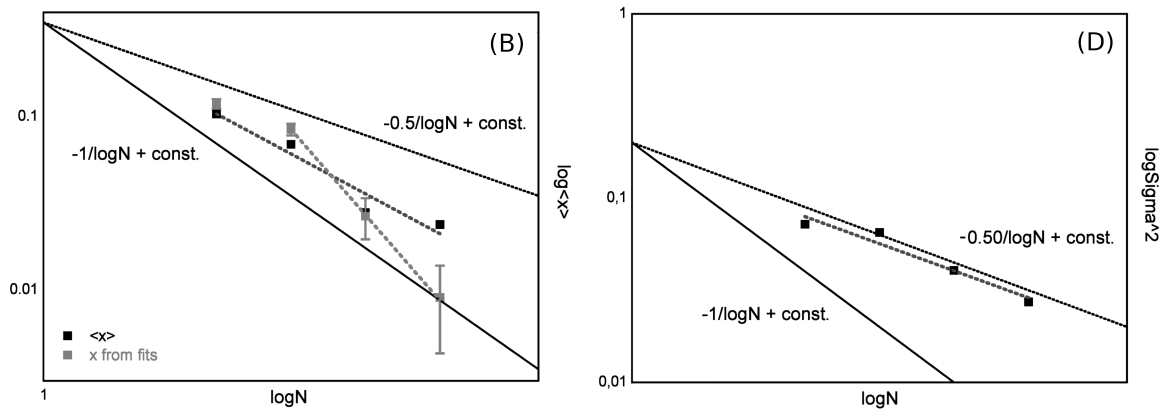 (B)
0.1
-0.5/logN + const.
-1/logN + const.
log<x>
0.01
<x>
x from fits
1
logN
1
(D)
0,1
logSigma^2
-0.50/logN + const.
-1/logN + const.
0,01
logN